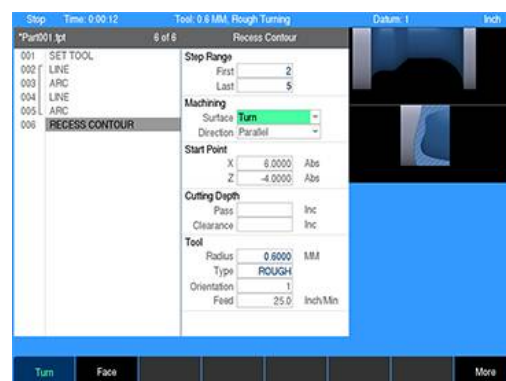 Stop Time: 0:00:12 Tool: 0.6 MM, Rough Turning Datum: 1 Inch
*Part001.tpt 6 of 6 Recess Contour
001 SET TOOL
002 LINE
003 ARC
004 LINE
005 ARC
006 RECESS CONTOUR
Step Range
First 2
Last 5
Machining
Surface Turn
Direction Parallel
Start Point
X 6.0000 Abs
Z -4.0000 Abs
Cutting Depth
Pass Inc
Clearance Inc
Tool
Radius 0.6000 MM
Type ROUGH
Orientation 1
Feed 25.0 Inch/Min
Turn Face More